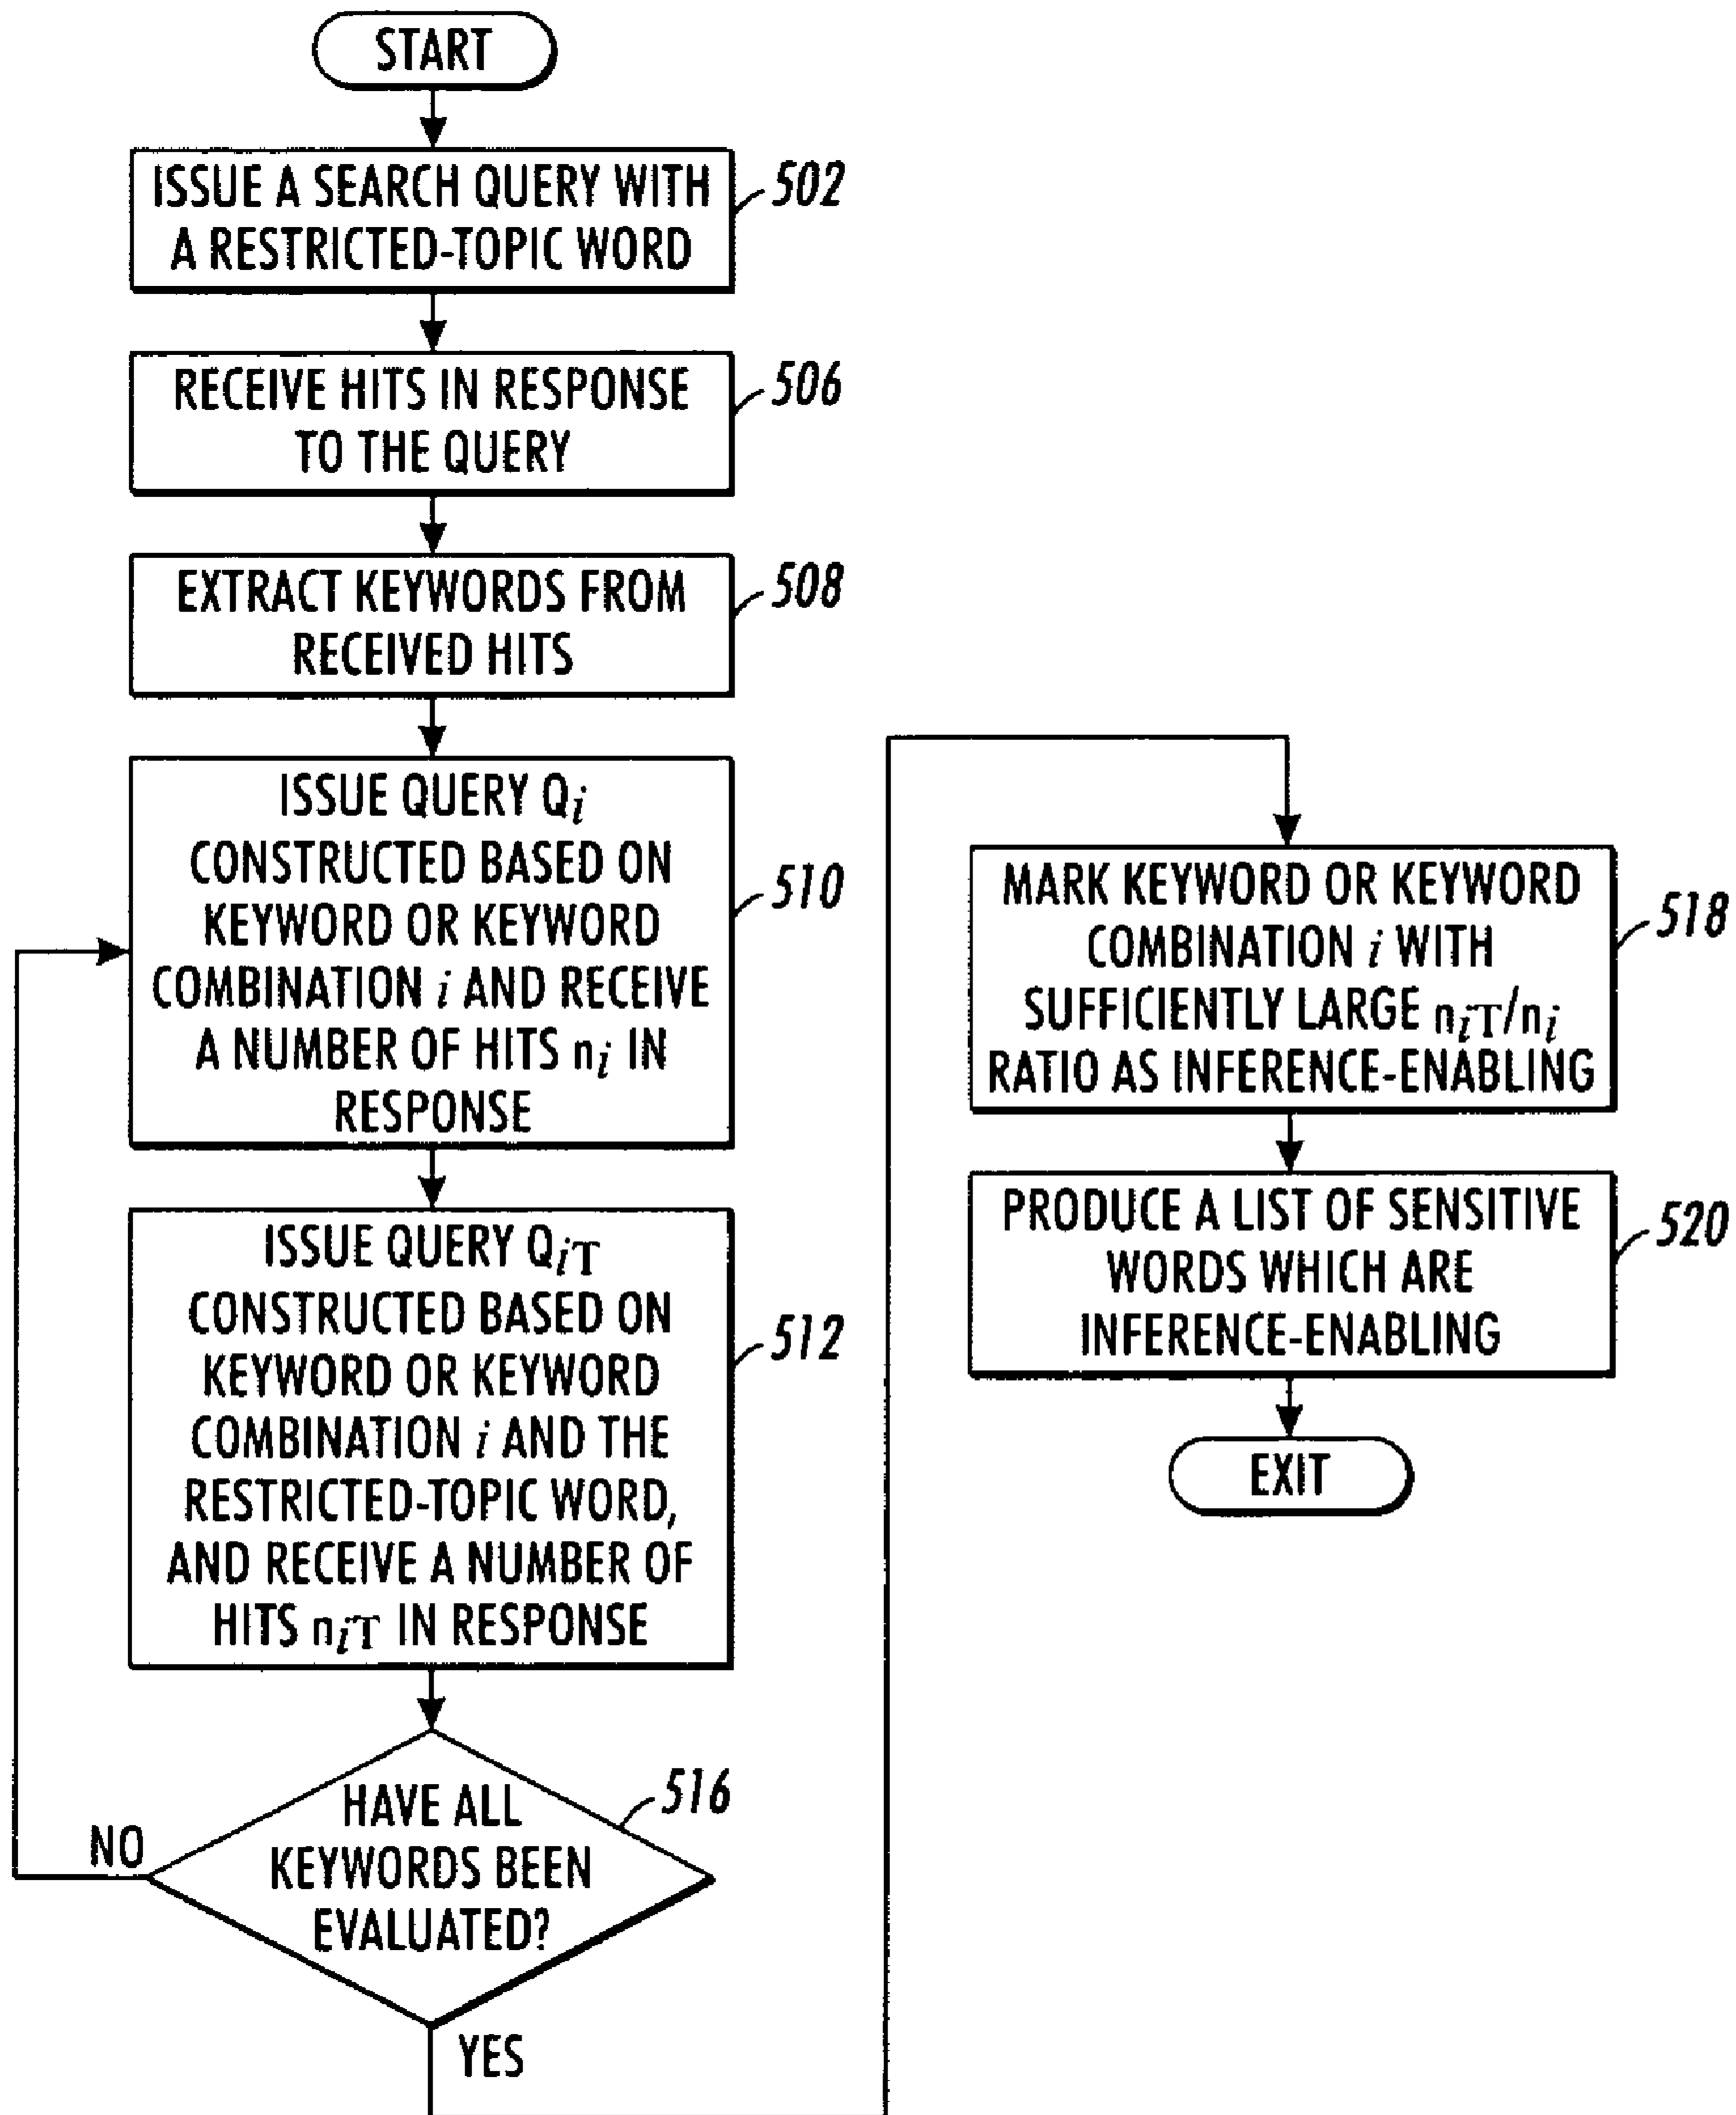 START
ISSUE A SEARCH QUERY WITH
A RESTRICTED-TOPIC WORD
502
RECEIVE HITS IN RESPONSE
TO THE QUERY
506
EXTRACT KEYWORDS FROM
RECEIVED HITS
508
ISSUE QUERY Qi
CONSTRUCTED BASED ON
KEYWORD OR KEYWORD
COMBINATION i AND RECEIVE
A NUMBER OF HITS ni IN
RESPONSE
510
ISSUE QUERY QiT
CONSTRUCTED BASED ON
KEYWORD OR KEYWORD
COMBINATION i AND THE
RESTRICTED-TOPIC WORD,
AND RECEIVE A NUMBER OF
HITS niT IN RESPONSE
512
HAVE ALL
KEYWORDS BEEN
EVALUATED?
516
NO
YES
MARK KEYWORD OR KEYWORD
COMBINATION i WITH
SUFFICIENTLY LARGE niT/ni
RATIO AS INFERENCE-ENABLING
518
PRODUCE A LIST OF SENSITIVE
WORDS WHICH ARE
INFERENCE-ENABLING
520
EXIT